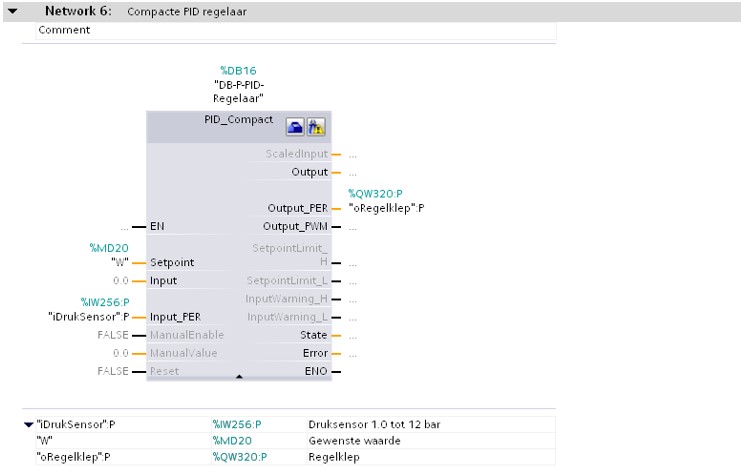 Network 6: Compacte PID regelaar
Comment
%DB16
"DB-P-PID-
Regelaar"
PID_Compact
ScaledInput ...
Output ...
%QW320:P
Output_PER "oRegelklep":P
... EN Output_PWM ...
%MD20
"W" Setpoint SetpointLimit_
H ...
0.0 Input SetpointLimit_L ...
%IW256:P
InputWarning_H ...
"iDrukSensor":P Input_PER InputWarning_L ...
FALSE ManualEnable State ...
0.0 ManualValue Error ...
FALSE Reset ENO
"iDrukSensor":P %IW256:P Druksensor 1.0 tot 12 bar
"W" %MD20 Gewenste waarde
"oRegelklep":P %QW320:P Regelklep